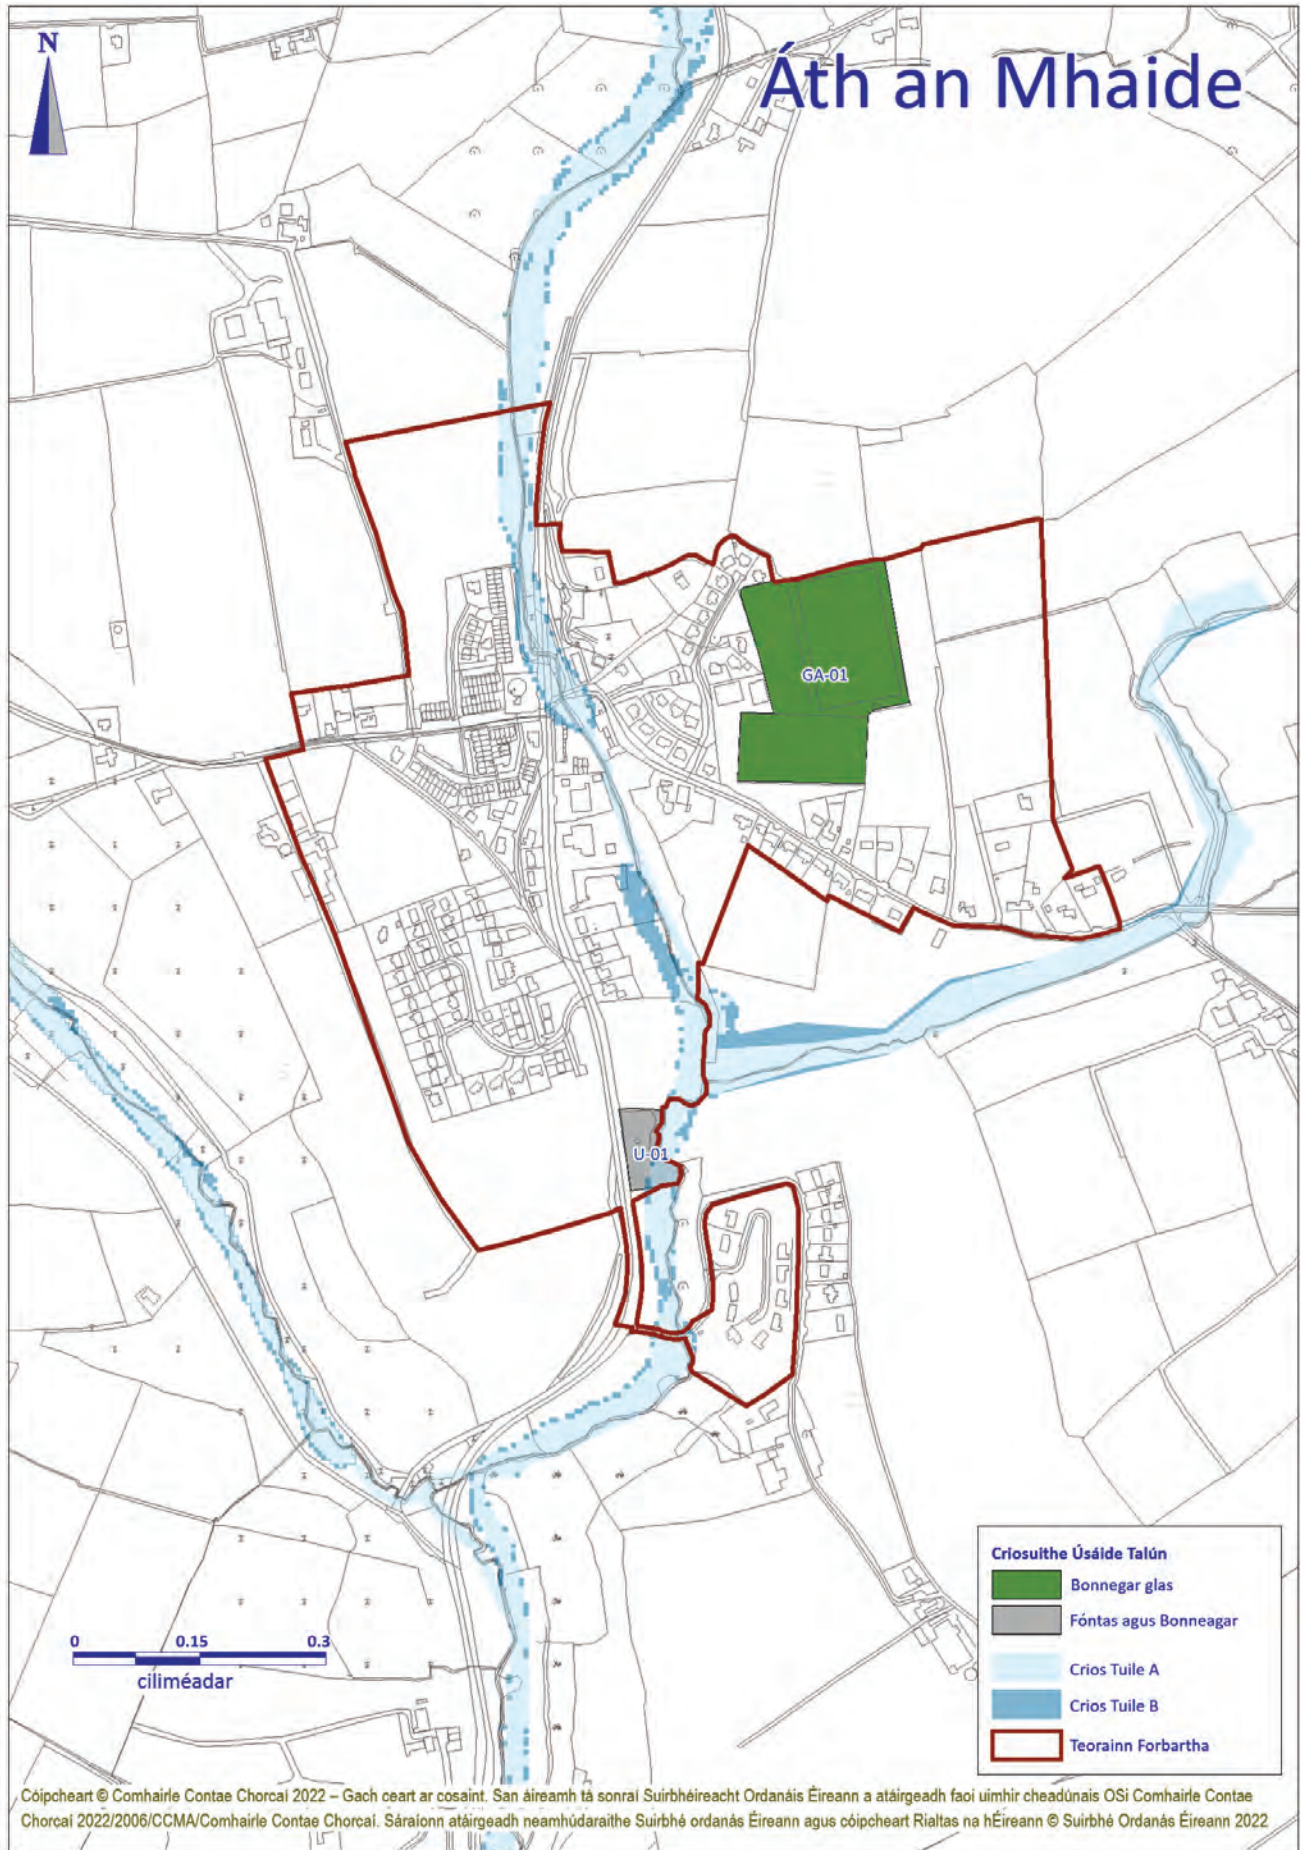 N
Áth an Mhaide
GA-01
U-01
Criosuithe Úsáide Talún
Bonnegar glas
Fóntas agus Bonneagar
Crios Tuile A
Crios Tuile B
Teorainn Forbartha
0 0.15 0.3
ciliméadar
Cóipcheart © Comhairle Contae Chorcaí 2022 – Gach ceart ar cosaint. San áireamh tá sonraí Suirbhéireacht Ordanáis Éireann a atáirgeadh faoi uimhir cheadúnais OSi Comhairle Contae
Chorcaí 2022/2006/CCMA/Comhairle Contae Chorcaí. Sáraíonn atáirgeadh neamhúdaraithe Suirbhé ordanás Éireann agus cóipcheart Rialtas na hÉireann © Suirbhé Ordanás Éireann 2022